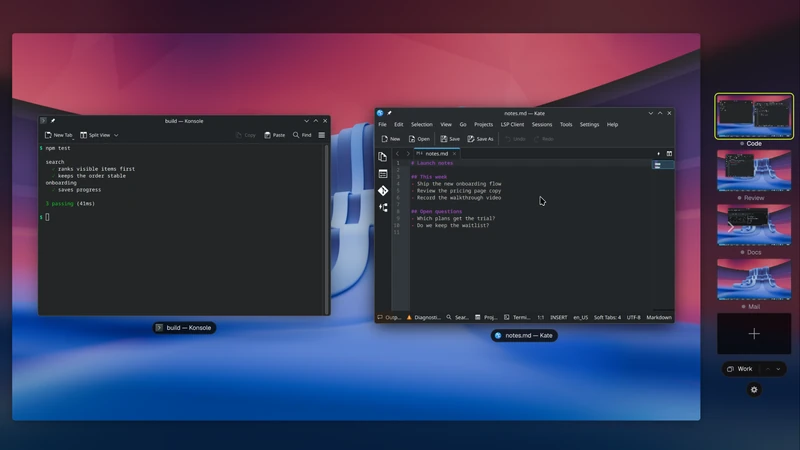 build — Konsole
New Tab Split View Copy Paste Find
$ npm test
search
- ranks visible items first
- keeps the order stable
onboarding
- saves progress
3 passing (41ms)
$
build — Konsole
notes.md — Kate
File Edit Selection View Go Projects LSP Client Sessions Tools Settings Help
New Open Save Save As Undo Redo
notes.md
1 # Launch notes
2
3 ## This week
4 - Ship the new onboarding flow
5 - Review the pricing page copy
6 - Record the walkthrough video
7
8 ## Open questions
9 - Which plans get the trial?
10 - Do we keep the waitlist?
11
Outp... Diagnosti... Sear... Proj... Termi... 1:1 INSERT en_US Soft Tabs: 4 UTF-8 Markdown
notes.md — Kate
Code
Review
Docs
Mail
Work